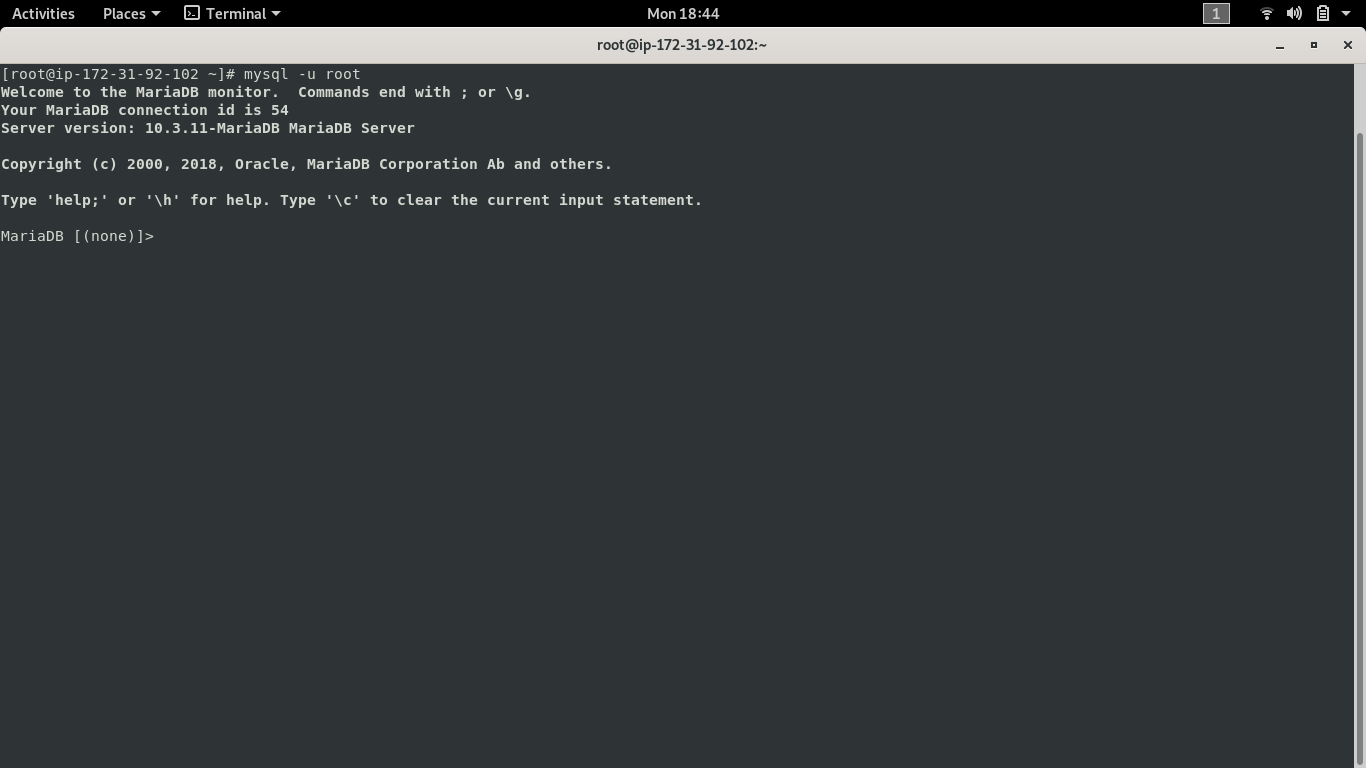 Activities Places Terminal Mon 18:44 1
root@ip-172-31-92-102:~
[root@ip-172-31-92-102 ~]# mysql -u root
Welcome to the MariaDB monitor.  Commands end with ; or \g.
Your MariaDB connection id is 54
Server version: 10.3.11-MariaDB MariaDB Server
Copyright (c) 2000, 2018, Oracle, MariaDB Corporation Ab and others.
Type 'help;' or '\h' for help. Type '\c' to clear the current input statement.
MariaDB [(none)]>